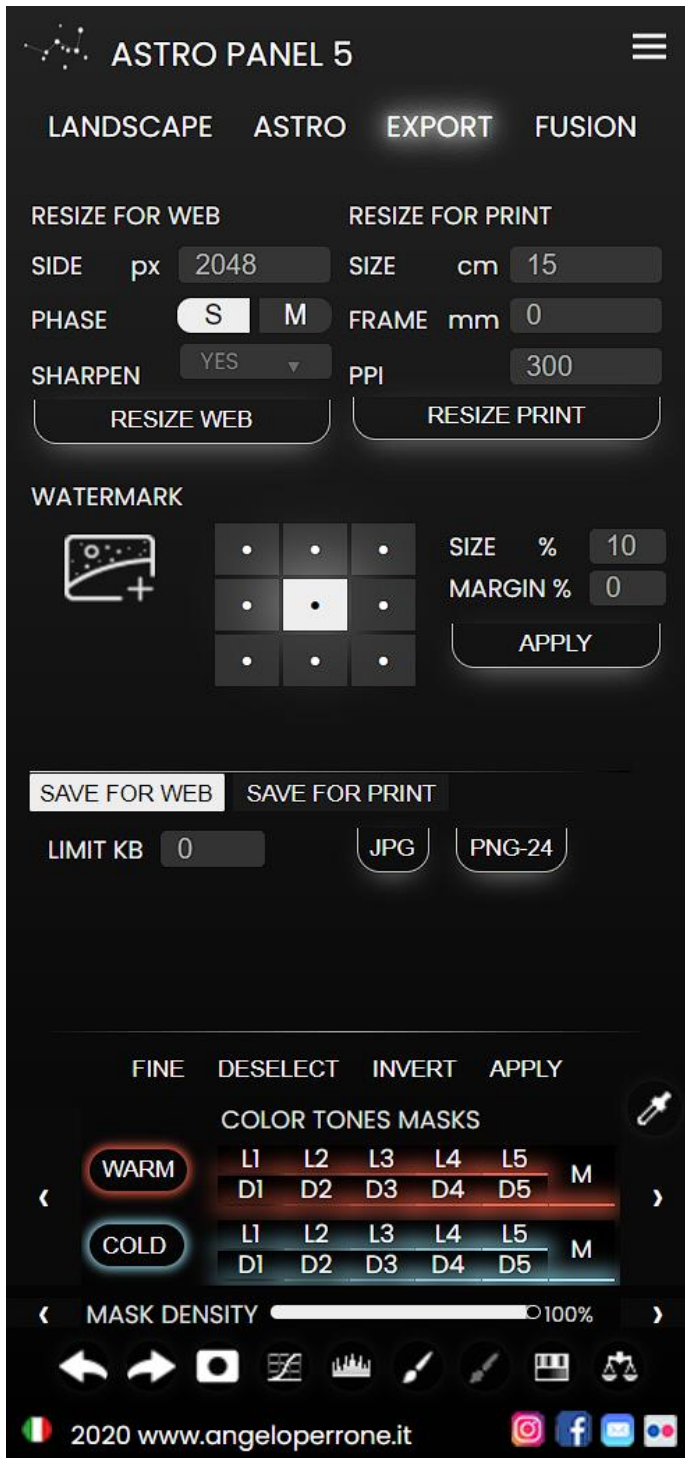 ASTRO PANEL 5
LANDSCAPE ASTRO EXPORT FUSION
RESIZE FOR WEB RESIZE FOR PRINT
SIDE px 2048 SIZE cm 15
PHASE S M FRAME mm 0
SHARPEN YES PPI 300
RESIZE WEB RESIZE PRINT
WATERMARK
SIZE % 10
MARGIN % 0
APPLY
SAVE FOR WEB SAVE FOR PRINT
LIMIT KB 0 JPG PNG-24
FINE DESELECT INVERT APPLY
COLOR TONES MASKS
WARM L1 L2 L3 L4 L5 M
D1 D2 D3 D4 D5
COLD L1 L2 L3 L4 L5 M
D1 D2 D3 D4 D5
MASK DENSITY 100%
2020 www.angeloperrone.it